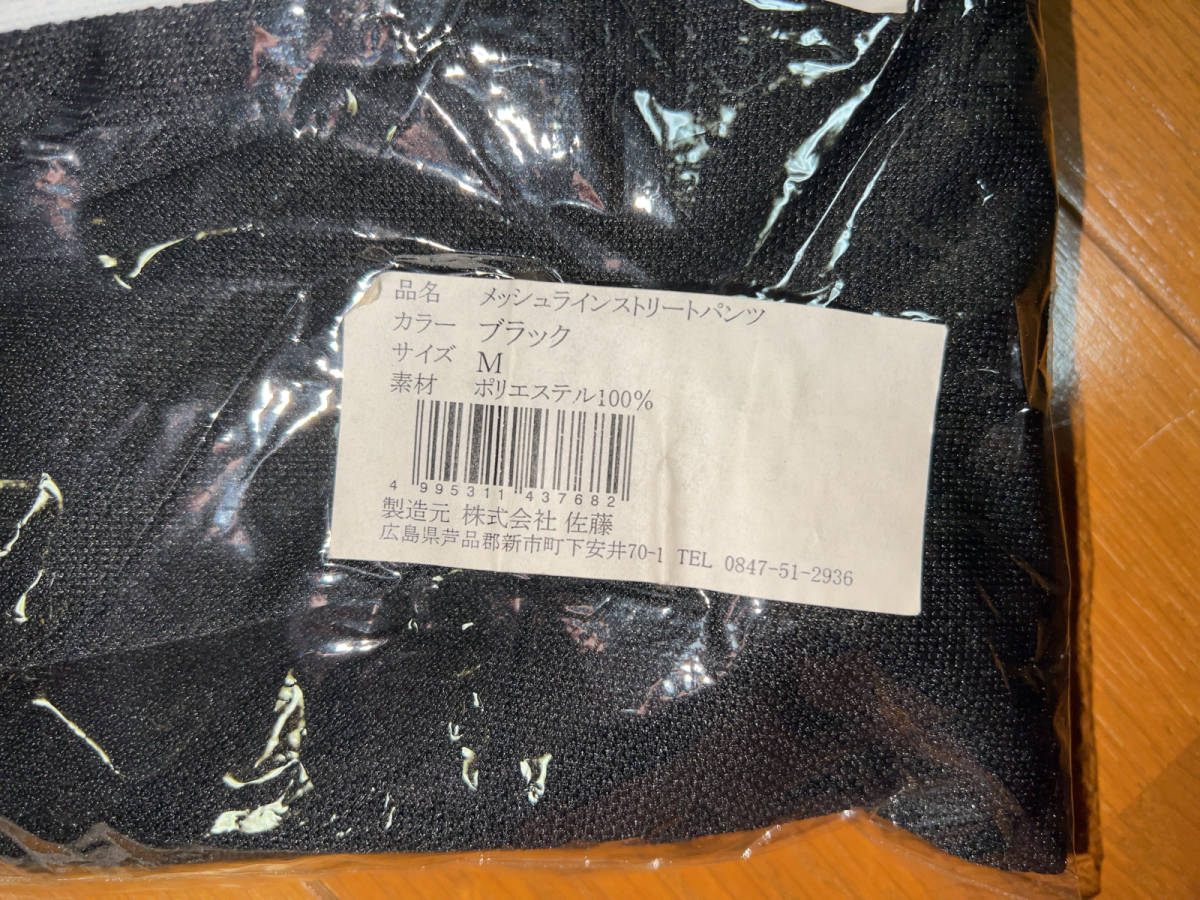 品名 メッシュラインストリートパンツ
カラー ブラック
サイズ M
素材 ポリエステル100%
4 995311 437682
製造元 株式会社 佐藤
広島県芦品郡新市町下安井70-1 TEL 0847-51-2936